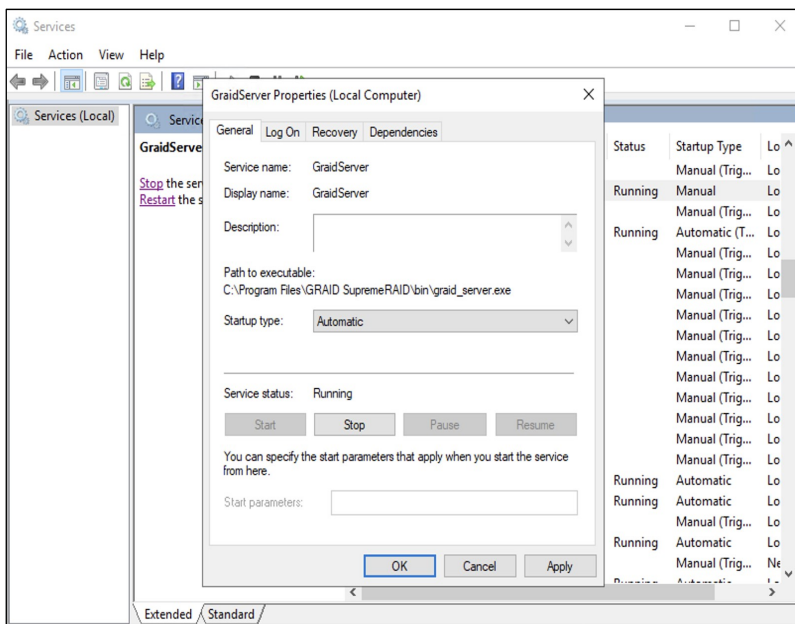 Services
File Action View Help
Services (Local)
GraidServe
Stop the ser
Restart the s
GraidServer Properties (Local Computer)
General Log On Recovery Dependencies
Service name: GraidServer
Display name: GraidServer
Description:
Path to executable:
C:\Program Files\GRAID SupremeRAID\bin\graid_server.exe
Startup type: Automatic
Service status: Running
Start Stop Pause Resume
You can specify the start parameters that apply when you start the service
from here.
Start parameters:
OK Cancel Apply
Status Startup Type Lo
Manual (Trig... Lo
Running Manual Lo
Manual (Trig... Lo
Running Automatic (T... Lo
Manual (Trig... Lo
Manual (Trig... Lo
Manual (Trig... Lo
Manual (Trig... Lo
Manual (Trig... Lo
Manual (Trig... Lo
Manual (Trig... Lo
Manual (Trig... Lo
Manual (Trig... Lo
Manual (Trig... Lo
Manual (Trig... Lo
Running Automatic Lo
Running Automatic Lo
Manual (Trig... Lo
Running Automatic Lo
Manual (Trig... Ne
Extended Standard